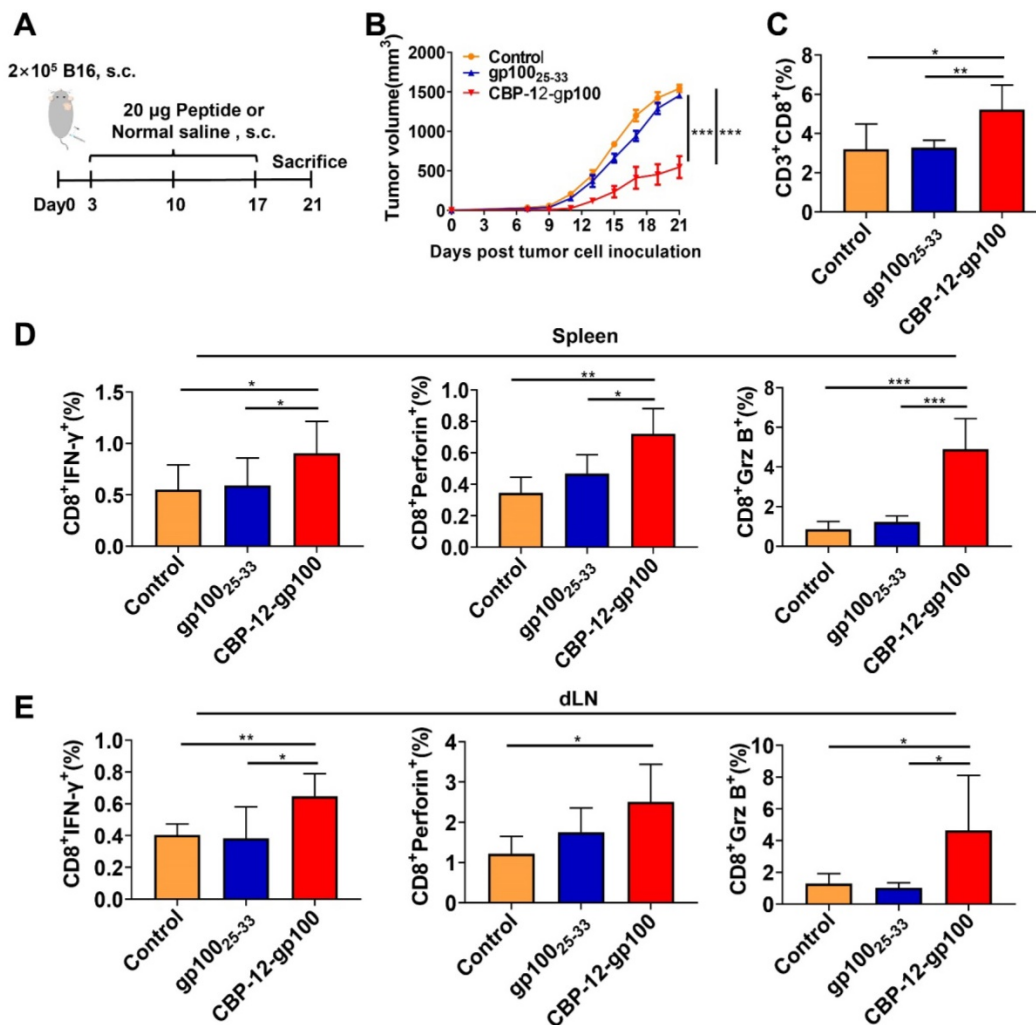 A
2×10⁵ B16, s.c.
20 μg Peptide or
Normal saline , s.c.
Sacrifice
Day0 3 10 17 21
B
Tumor volume(mm³)
2000
1500
1000
500
0
Control
gp100₂₅₋₃₃
CBP-12-gp100
*** ***
0 3 6 9 12 15 18 21
Days post tumor cell inoculation
C
CD3⁺CD8⁺(%)
8
6
4
2
0
*
**
Control
gp100₂₅₋₃₃
CBP-12-gp100
D
Spleen
CD8⁺IFN-γ⁺(%)
1.5
1.0
0.5
0.0
*
*
Control
gp100₂₅₋₃₃
CBP-12-gp100
CD8⁺Perforin⁺(%)
1.0
0.8
0.6
0.4
0.2
0.0
**
*
Control
gp100₂₅₋₃₃
CBP-12-gp100
CD8⁺Grz B⁺(%)
8
6
4
2
0
***
***
Control
gp100₂₅₋₃₃
CBP-12-gp100
E
dLN
CD8⁺IFN-γ⁺(%)
1.0
0.8
0.6
0.4
0.2
0.0
**
*
Control
gp100₂₅₋₃₃
CBP-12-gp100
CD8⁺Perforin⁺(%)
4
3
2
1
0
*
Control
gp100₂₅₋₃₃
CBP-12-gp100
CD8⁺Grz B⁺(%)
10
8
6
4
2
0
*
*
Control
gp100₂₅₋₃₃
CBP-12-gp100